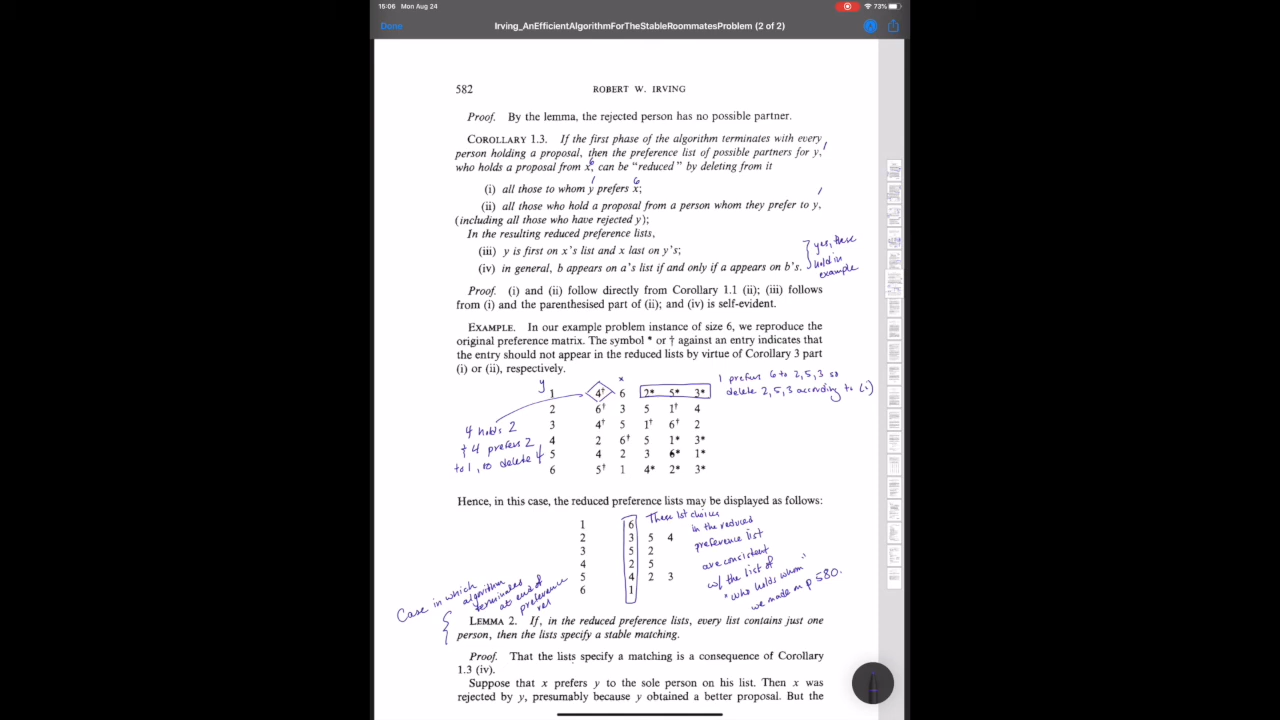 15:06 Mon Aug 24
73%
Done
Irving_AnEfficientAlgorithmForTheStableRoommatesProblem (2 of 2)
582 ROBERT W. IRVING
Proof. By the lemma, the rejected person has no possible partner.
COROLLARY 1.3. If the first phase of the algorithm terminates with every
person holding a proposal, then the preference list of possible partners for y,
1
who holds a proposal from x, can be "reduced" by deleting from it
6
1 6
(i) all those to whom y prefers x;
1
(ii) all those who hold a proposal from a person whom they prefer to y,
(including all those who have rejected y);
In the resulting reduced preference lists,
(iii) y is first on x's list and x last on y's;
(iv) in general, b appears on a's list if and only if a appears on b's.
yes, these
hold in
example
Proof. (i) and (ii) follow directly from Corollary 1.1 (ii); (iii) follows
from (i) and the parenthesised part of (ii); and (iv) is self-evident.
EXAMPLE. In our example problem instance of size 6, we reproduce the
original preference matrix. The symbol * or † against an entry indicates that
the entry should not appear in the reduced lists by virtue of Corollary 3 part
(i) or (ii), respectively.
y x
1 4† 6 2* 5* 3*
2 6† 3 5 1† 4
3 4† 5 1† 6† 2
4 2 6† 5 1* 3*
5 4 2 3 6* 1*
6 5† 1 4* 2* 3*
1 prefers 6 to 2,5,3 so
delete 2,5,3 according to (i)
4 holds 2
+ 4 prefers 2
to 1, so delete 4
Hence, in this case, the reduced preference lists may be displayed as follows:
1 6
2 3 5 4
3 5 2
4 2 5
5 4 2 3
6 1
These 1st choices
in the reduced
preference list
are consistent
w/ the list of
"who holds whom"
we made on p 580.
Case in which
algorithm
terminates
at end of
preference
LEMMA 2. If, in the reduced preference lists, every list contains just one
person, then the lists specify a stable matching.
Proof. That the lists specify a matching is a consequence of Corollary
1.3 (iv).
Suppose that x prefers y to the sole person on his list. Then x was
rejected by y, presumably because y obtained a better proposal. But the